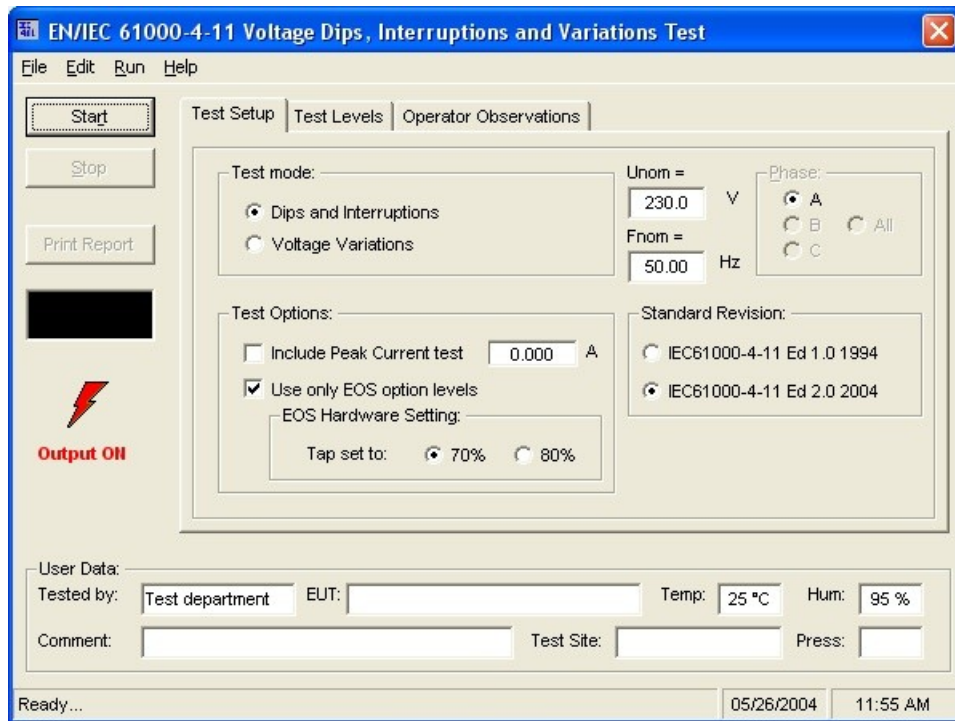 EN/IEC 61000-4-11 Voltage Dips, Interruptions and Variations Test
File Edit Run Help
Start
Stop
Print Report
Output ON
Test Setup Test Levels Operator Observations
Test mode:
Dips and Interruptions
Voltage Variations
Unom =
230.0 V
Fnom =
50.00 Hz
Phase:
A
B All
C
Test Options:
Include Peak Current test 0.000 A
Use only EOS option levels
EOS Hardware Setting:
Tap set to: 70% 80%
Standard Revision:
IEC61000-4-11 Ed 1.0 1994
IEC61000-4-11 Ed 2.0 2004
User Data:
Tested by: Test department EUT: Temp: 25 °C Hum: 95 %
Comment: Test Site: Press:
Ready... 05/26/2004 11:55 AM